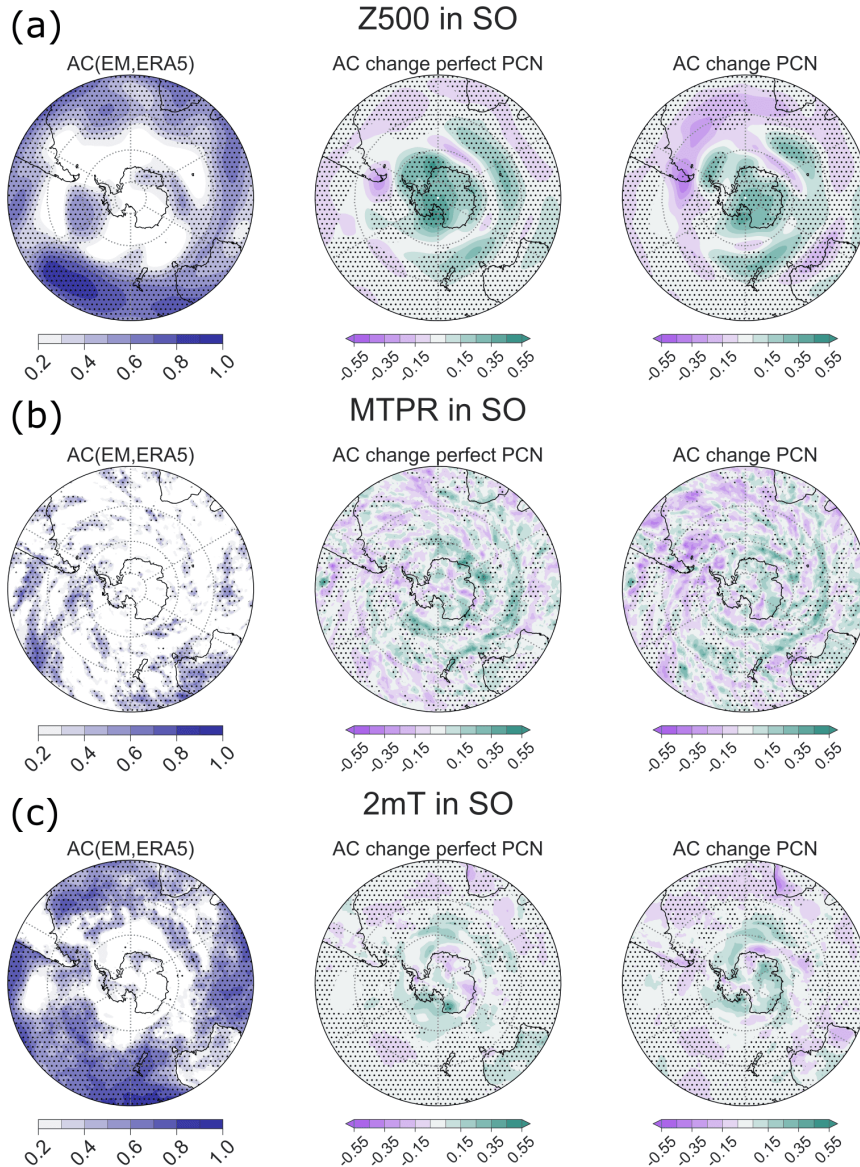 (a)
Z500 in SO
AC(EM,ERA5) AC change perfect PCN AC change PCN
0.2 0.4 0.6 0.8 1.0 -0.55 -0.35 -0.15 0.15 0.35 0.55 -0.55 -0.35 -0.15 0.15 0.35 0.55
(b)
MTPR in SO
AC(EM,ERA5) AC change perfect PCN AC change PCN
0.2 0.4 0.6 0.8 1.0 -0.55 -0.35 -0.15 0.15 0.35 0.55 -0.55 -0.35 -0.15 0.15 0.35 0.55
(c)
2mT in SO
AC(EM,ERA5) AC change perfect PCN AC change PCN
0.2 0.4 0.6 0.8 1.0 -0.55 -0.35 -0.15 0.15 0.35 0.55 -0.55 -0.35 -0.15 0.15 0.35 0.55